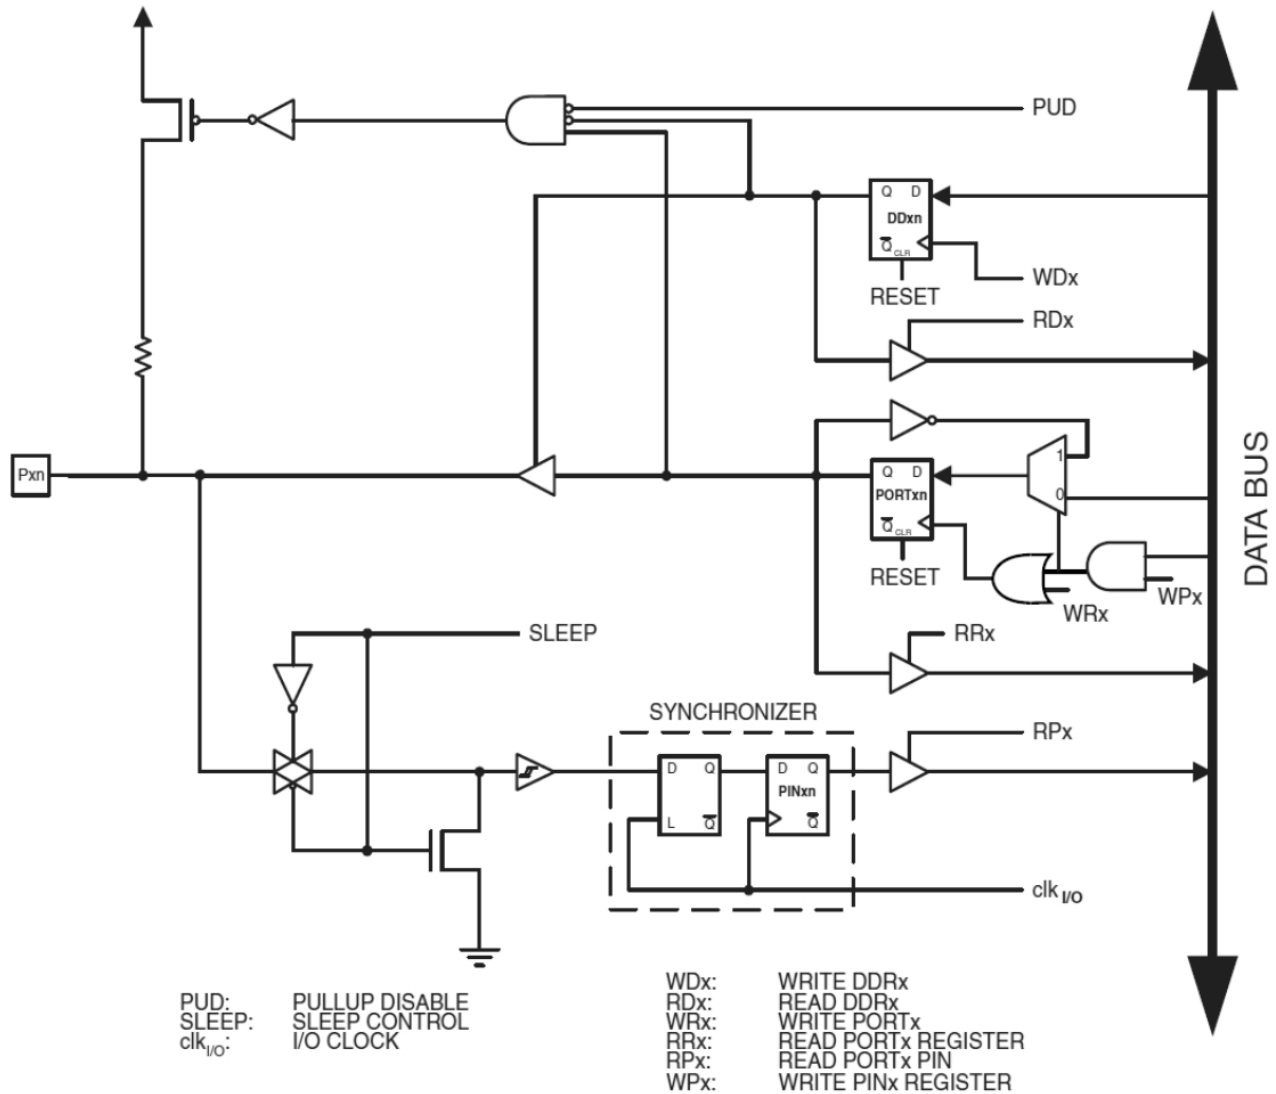 PUD
Q D
DDxn
Q CLR
WDx
RESET
RDx
1
Pxn
Q D
PORTxn
0
Q CLR
RESET
WPx
WRx
DATA BUS
SLEEP
RRx
SYNCHRONIZER
RPx
D Q
D Q
PINxn
L Q
Q
clk I/O
PUD: PULLUP DISABLE
SLEEP: SLEEP CONTROL
clk I/O: I/O CLOCK
WDx: WRITE DDRx
RDx: READ DDRx
WRx: WRITE PORTx
RRx: READ PORTx REGISTER
RPx: READ PORTx PIN
WPx: WRITE PINx REGISTER